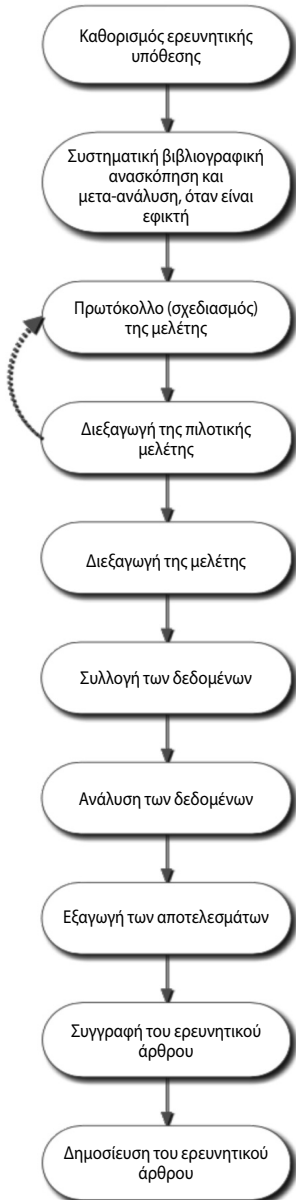 Καθορισμός ερευνητικής
υπόθεσης
Συστηματική βιβλιογραφική
ανασκόπηση και
μετα-ανάλυση, όταν είναι
εφικτή
Πρωτόκολλο (σχεδιασμός)
της μελέτης
Διεξαγωγή της πιλοτικής
μελέτης
Διεξαγωγή της μελέτης
Συλλογή των δεδομένων
Ανάλυση των δεδομένων
Εξαγωγή των αποτελεσμάτων
Συγγραφή του ερευνητικού
άρθρου
Δημοσίευση του ερευνητικού
άρθρου